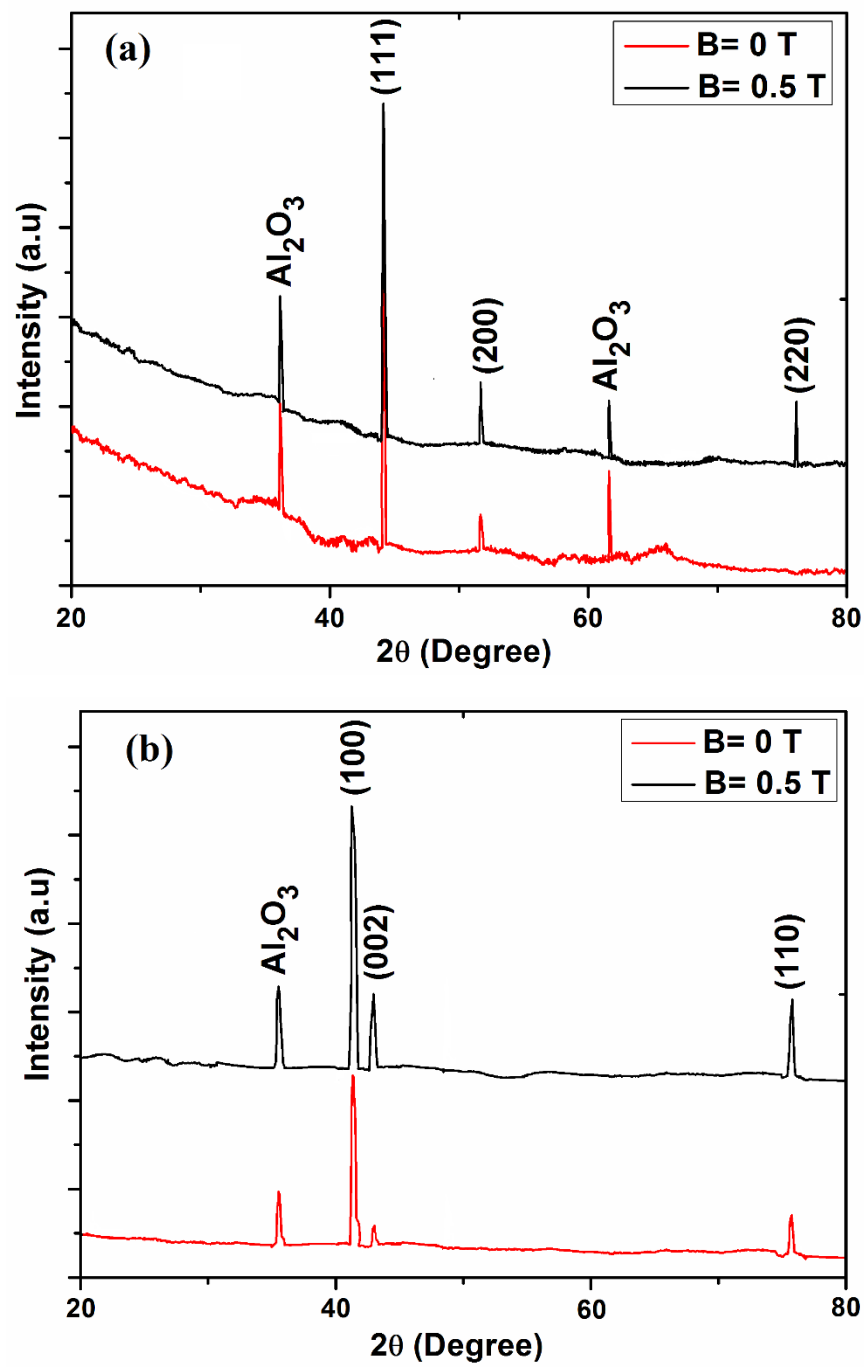 (a)
B= 0 T
B= 0.5 T
(111)
Al2O3
(200)
Al2O3
(220)
Intensity (a.u)
20
40
60
80
2θ (Degree)
(b)
B= 0 T
B= 0.5 T
(100)
Al2O3
(002)
(110)
Intensity (a.u)
20
40
60
80
2θ (Degree)